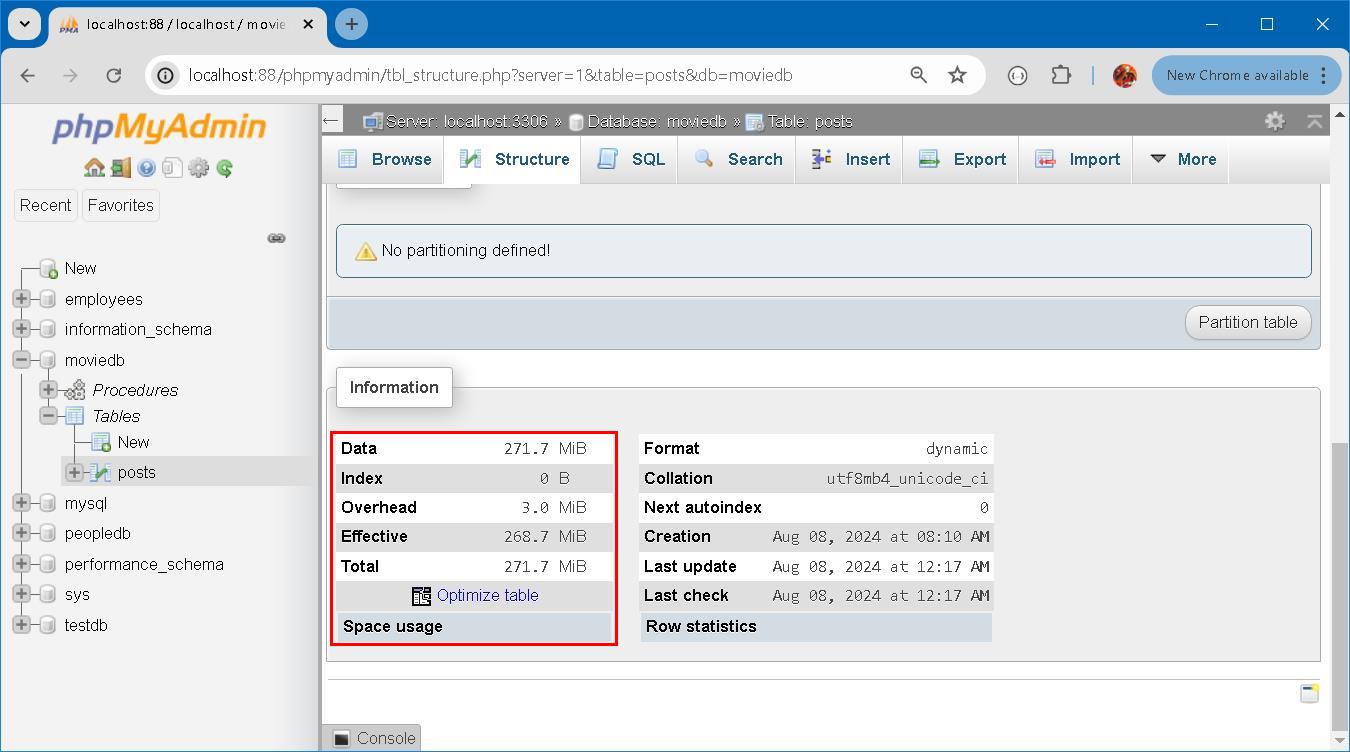 localhost:88 / localhost / movie
localhost:88/phpmyadmin/tbl_structure.php?server=1&table=posts&db=moviedb
New Chrome available
phpMyAdmin
Recent Favorites
New
employees
information_schema
moviedb
Procedures
Tables
New
posts
mysql
peopledb
performance_schema
sys
testdb
Server: localhost:3306 » Database: moviedb » Table: posts
Browse Structure SQL Search Insert Export Import More
No partitioning defined!
Partition table
Information
Data 271.7 MiB
Index 0 B
Overhead 3.0 MiB
Effective 268.7 MiB
Total 271.7 MiB
Optimize table
Space usage
Format dynamic
Collation utf8mb4_unicode_ci
Next autoindex 0
Creation Aug 08, 2024 at 08:10 AM
Last update Aug 08, 2024 at 12:17 AM
Last check Aug 08, 2024 at 12:17 AM
Row statistics
Console